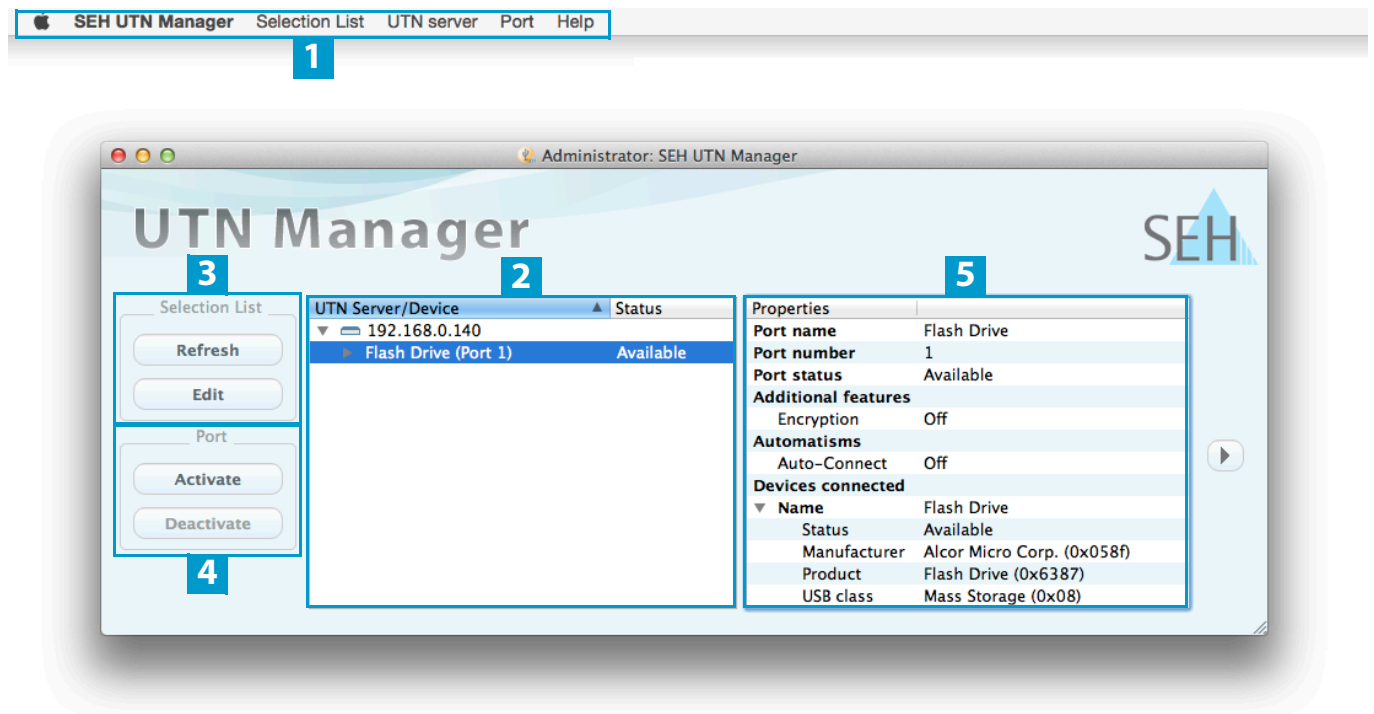 SEH UTN Manager Selection List UTN server Port Help
1
Administrator: SEH UTN Manager
UTN Manager
SEH
3
2
5
Selection List
Refresh
Edit
Port
Activate
Deactivate
4
UTN Server/Device Status
192.168.0.140
Flash Drive (Port 1) Available
Properties
Port name Flash Drive
Port number 1
Port status Available
Additional features
Encryption Off
Automatisms
Auto-Connect Off
Devices connected
Name Flash Drive
Status Available
Manufacturer Alcor Micro Corp. (0x058f)
Product Flash Drive (0x6387)
USB class Mass Storage (0x08)